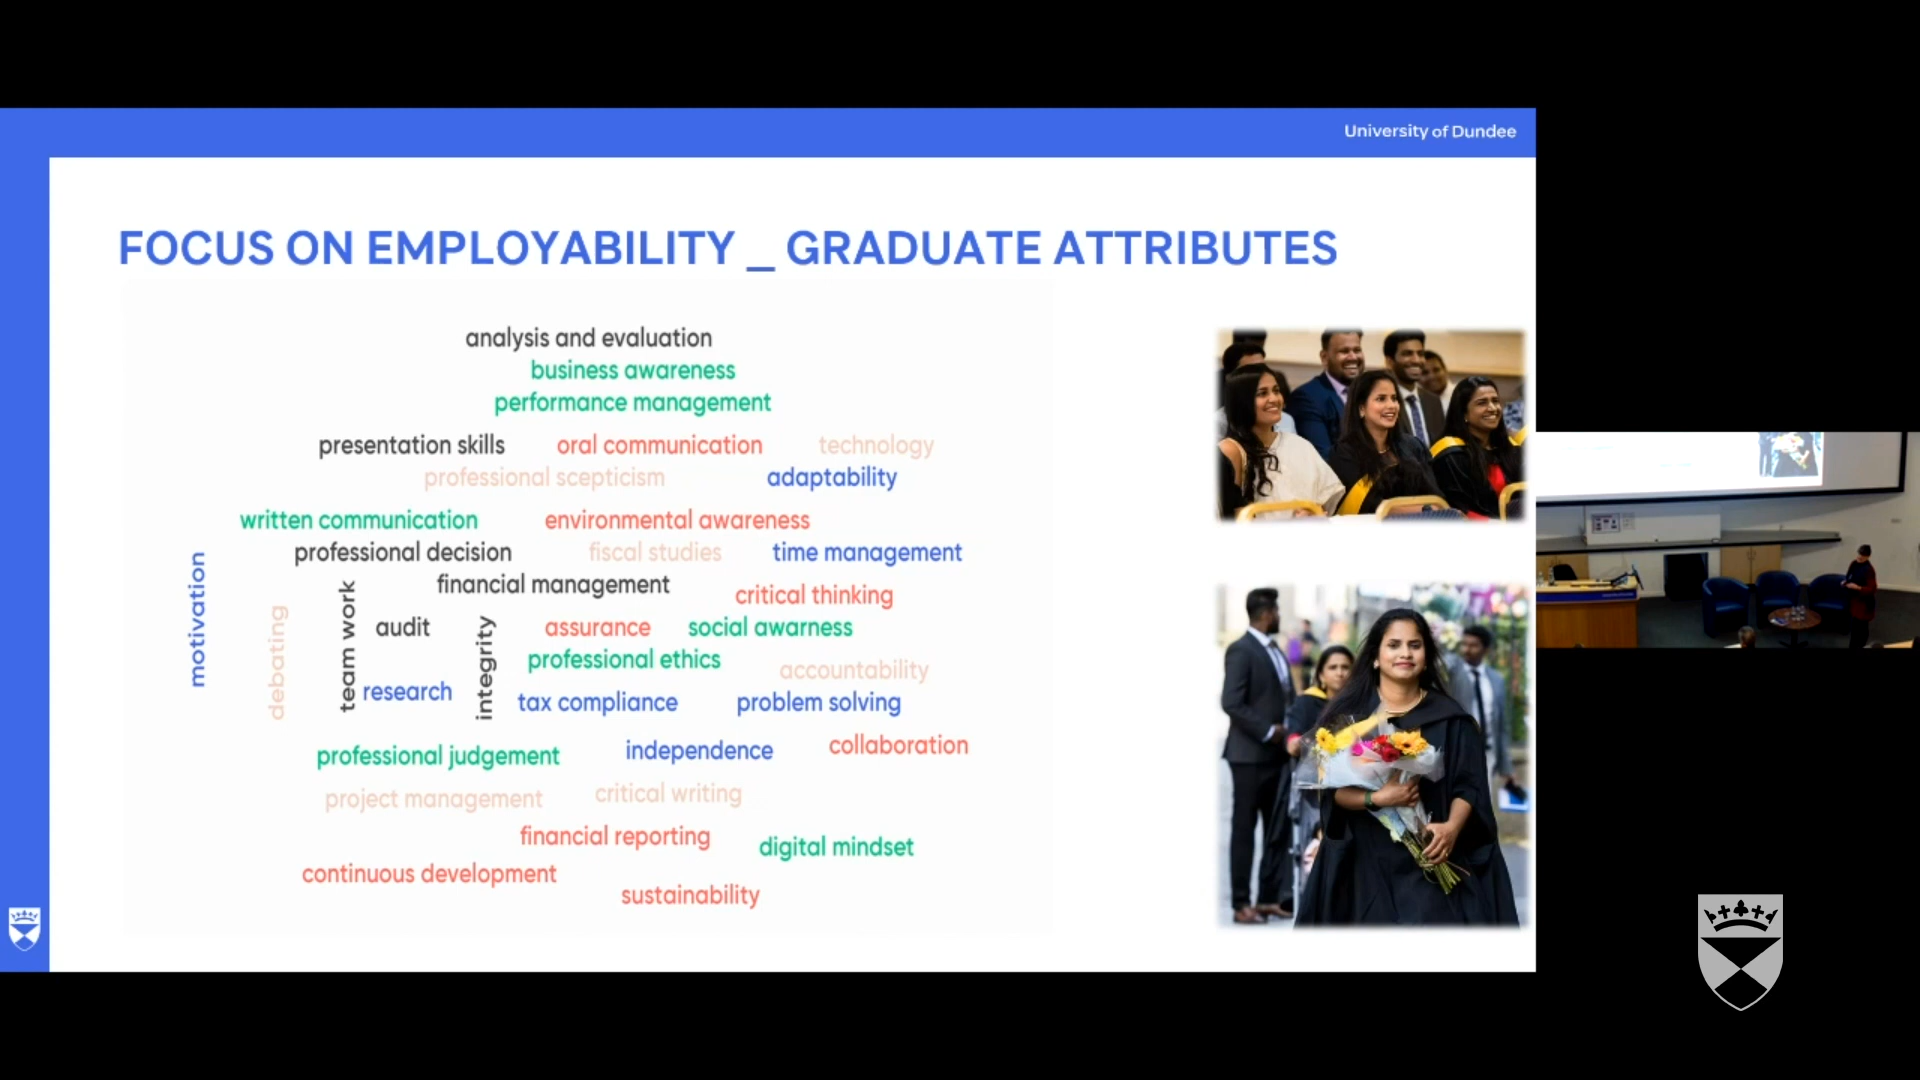 University of Dundee
FOCUS ON EMPLOYABILITY _ GRADUATE ATTRIBUTES
analysis and evaluation
business awareness
performance management
presentation skills oral communication technology
professional scepticism adaptability
written communication environmental awareness
professional decision fiscal studies time management
financial management
critical thinking
motivation
debating
team work
audit
integrity
assurance social awarness
professional ethics
accountability
research
tax compliance problem solving
professional judgement independence collaboration
project management critical writing
financial reporting
digital mindset
continuous development
sustainability